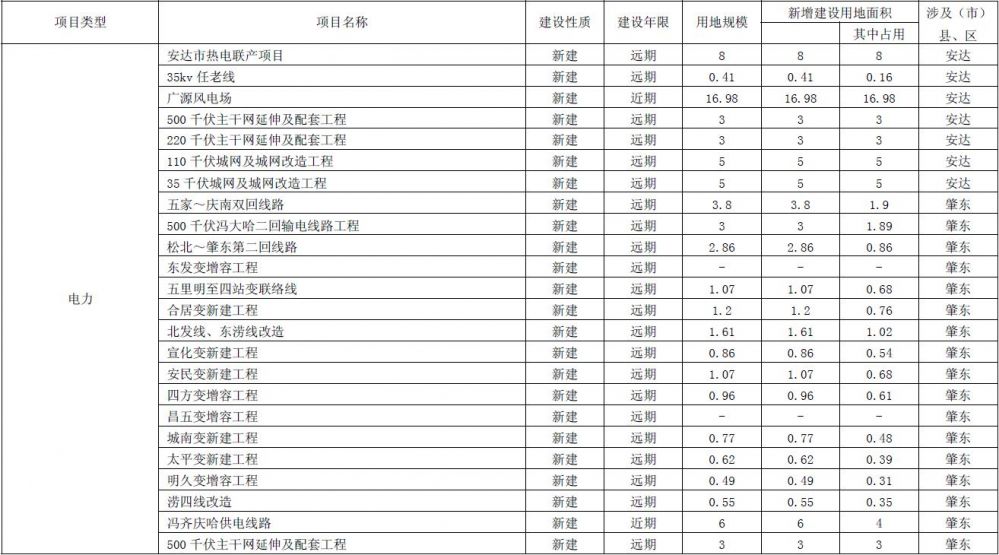 项目类型 项目名称 建设性质 建设年限 用地规模 新增建设用地面积 涉及（市）县、区
其中占用
电力
安达市热电联产项目 新建 远期 8 8 8 安达
35kv 任老线 新建 远期 0.41 0.41 0.16 安达
广源风电场 新建 近期 16.98 16.98 16.98 安达
500 千伏主干网延伸及配套工程 新建 远期 3 3 3 安达
220 千伏主干网延伸及配套工程 新建 远期 3 3 3 安达
110 千伏城网及城网改造工程 新建 远期 5 5 5 安达
35 千伏城网及城网改造工程 新建 远期 5 5 5 安达
五家～庆南双回线路 新建 远期 3.8 3.8 1.9 肇东
500 千伏冯大哈二回输电线路工程 新建 远期 3 3 1.89 肇东
松北～肇东第二回线路 新建 远期 2.86 2.86 0.86 肇东
东发变增容工程 新建 远期 - - - 肇东
五里明至四站变联络线 新建 远期 1.07 1.07 0.68 肇东
合居变新建工程 新建 远期 1.2 1.2 0.76 肇东
北发线、东涝线改造 新建 远期 1.61 1.61 1.02 肇东
宣化变新建工程 新建 远期 0.86 0.86 0.54 肇东
安民变新建工程 新建 远期 1.07 1.07 0.68 肇东
四方变增容工程 新建 远期 0.96 0.96 0.61 肇东
昌五变增容工程 新建 远期 - - - 肇东
城南变新建工程 新建 远期 0.77 0.77 0.48 肇东
太平变新建工程 新建 远期 0.62 0.62 0.39 肇东
明久变增容工程 新建 远期 0.49 0.49 0.31 肇东
涝四线改造 新建 远期 0.55 0.55 0.35 肇东
冯齐庆哈供电线路 新建 近期 6 6 4 肇东
500 千伏主干网延伸及配套工程 新建 远期 3 3 3 肇东